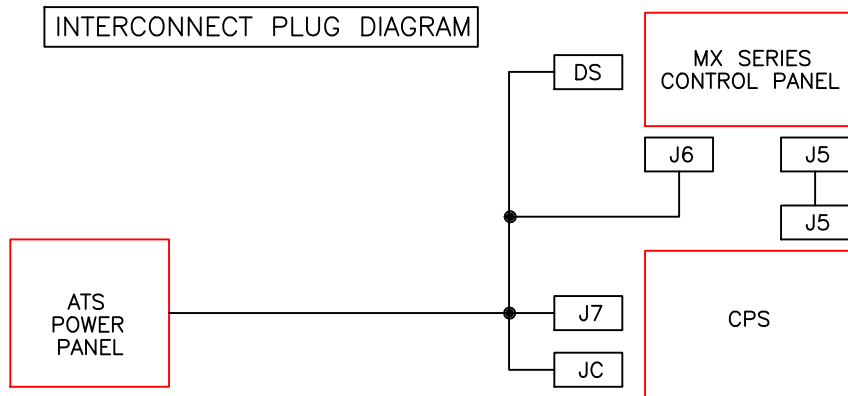 INTERCONNECT PLUG DIAGRAM
DS
MX SERIES
CONTROL PANEL
J6
J5
J5
ATS
POWER
PANEL
J7
CPS
JC